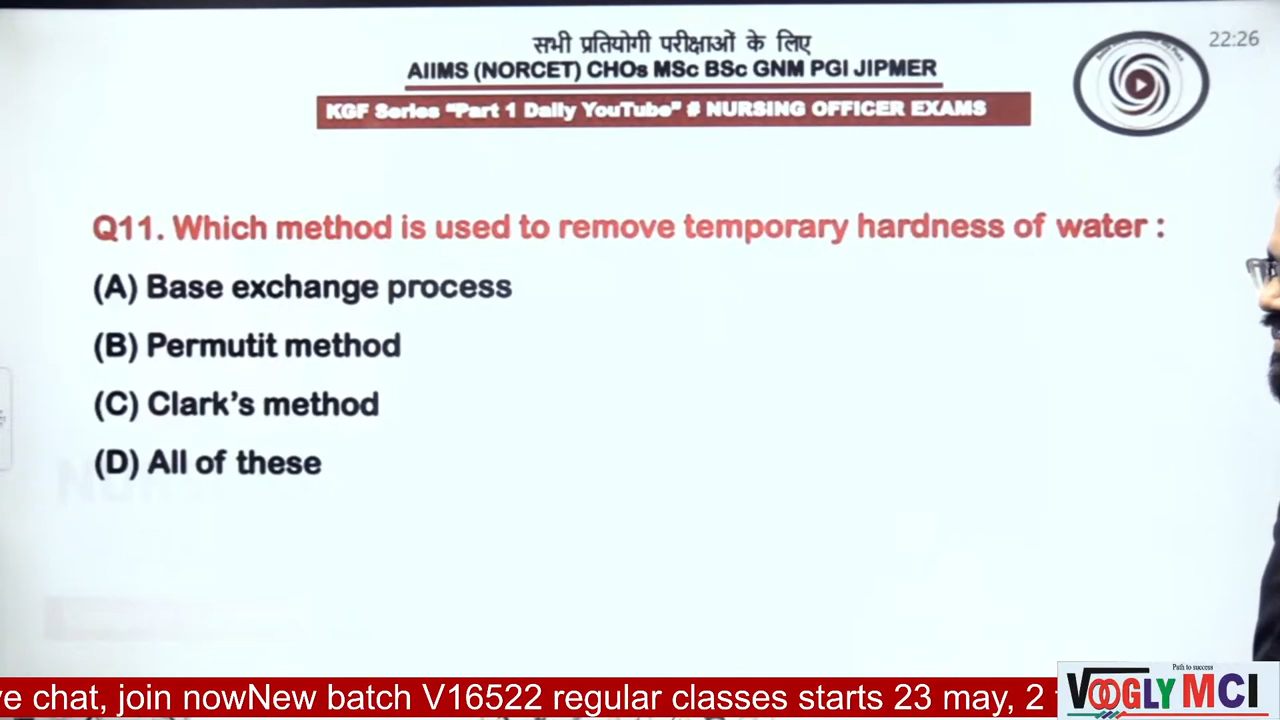 सभी प्रतियोगी परीक्षाओं के लिए
22:26
AIIMS (NORCET) CHOs MSc BSc GNM PGI JIPMER
KGF Series "Part 1 Daily YouTube" # NURSING OFFICER EXAMS
Q11. Which method is used to remove temporary hardness of water :
(A) Base exchange process
(B) Permutit method
(C) Clark's method
(D) All of these
Path to success
VOOGLY MCI
ve chat, join nowNew batch V16522 regular classes starts 23 may, 2